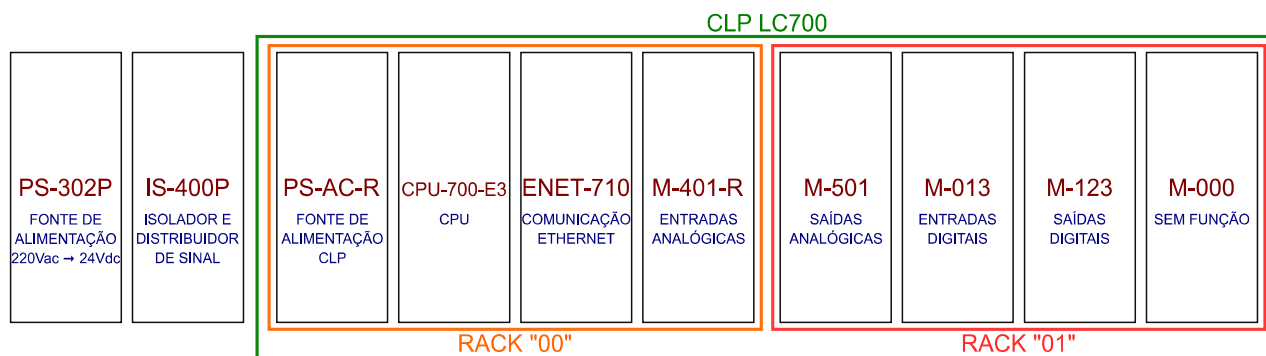 CLP LC700
PS-302P
FONTE DE
ALIMENTAÇÃO
220Vac → 24Vdc
IS-400P
ISOLADOR E
DISTRIBUIDOR
DE SINAL
PS-AC-R
FONTE DE
ALIMENTAÇÃO
CLP
CPU-700-E3
CPU
ENET-710
COMUNICAÇÃO
ETHERNET
M-401-R
ENTRADAS
ANALÓGICAS
M-501
SAÍDAS
ANALÓGICAS
M-013
ENTRADAS
DIGITAIS
M-123
SAÍDAS
DIGITAIS
M-000
SEM FUNÇÃO
RACK "00"
RACK "01"